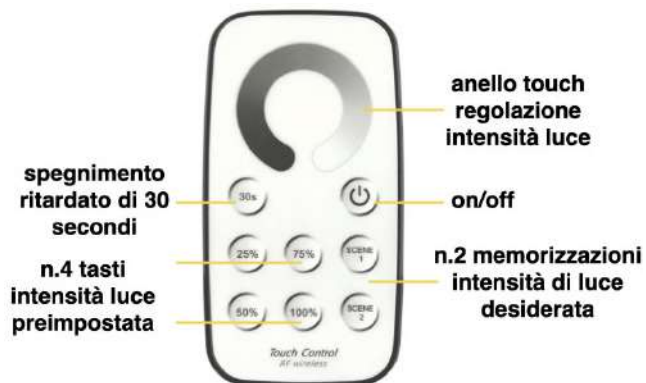 anello touch
regolazione
intensità luce
spegnimento
ritardato di 30
secondi
30s
on/off
25%
75%
SCENE
1
n.2 memorizzazioni
intensità di luce
desiderata
n.4 tasti
intensità luce
preimpostata
50%
100%
SCENE
2
Touch Control
RF wireless